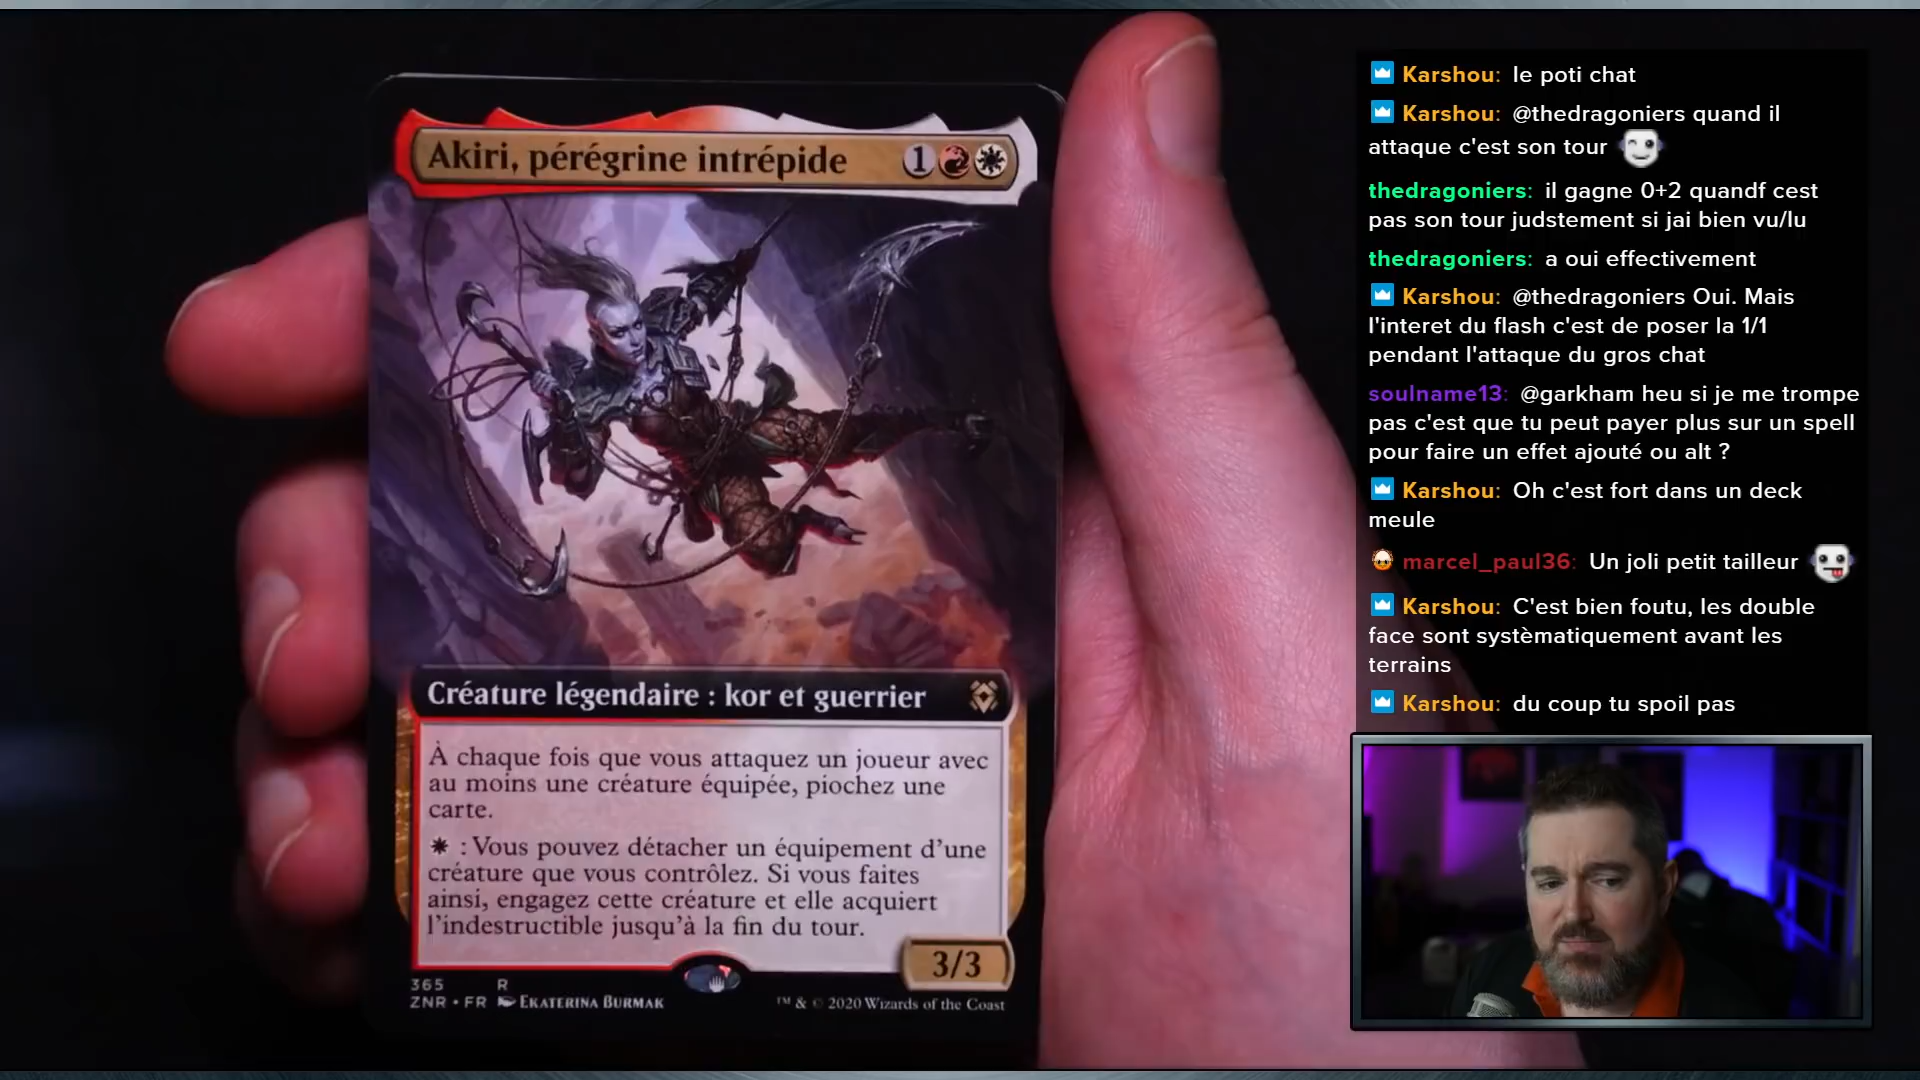 Akiri, pérégrine intrépide 1
Créature légendaire : kor et guerrier
À chaque fois que vous attaquez un joueur avec
au moins une créature équipée, piochez une
carte.
: Vous pouvez détacher un équipement d'une
créature que vous contrôlez. Si vous faites
ainsi, engagez cette créature et elle acquiert
l'indestructible jusqu'à la fin du tour.
3/3
365 R
ZNR • FR EKATERINA BURMAK
™ & © 2020 Wizards of the Coast
Karshou: le poti chat
Karshou: @thedragoniers quand il
attaque c'est son tour
thedragoniers: il gagne 0+2 quandf cest
pas son tour judstement si jai bien vu/lu
thedragoniers: a oui effectivement
Karshou: @thedragoniers Oui. Mais
l'interet du flash c'est de poser la 1/1
pendant l'attaque du gros chat
soulname13: @garkham heu si je me trompe
pas c'est que tu peut payer plus sur un spell
pour faire un effet ajouté ou alt ?
Karshou: Oh c'est fort dans un deck
meule
marcel_paul36: Un joli petit tailleur
Karshou: C'est bien foutu, les double
face sont systèmatiquement avant les
terrains
Karshou: du coup tu spoil pas